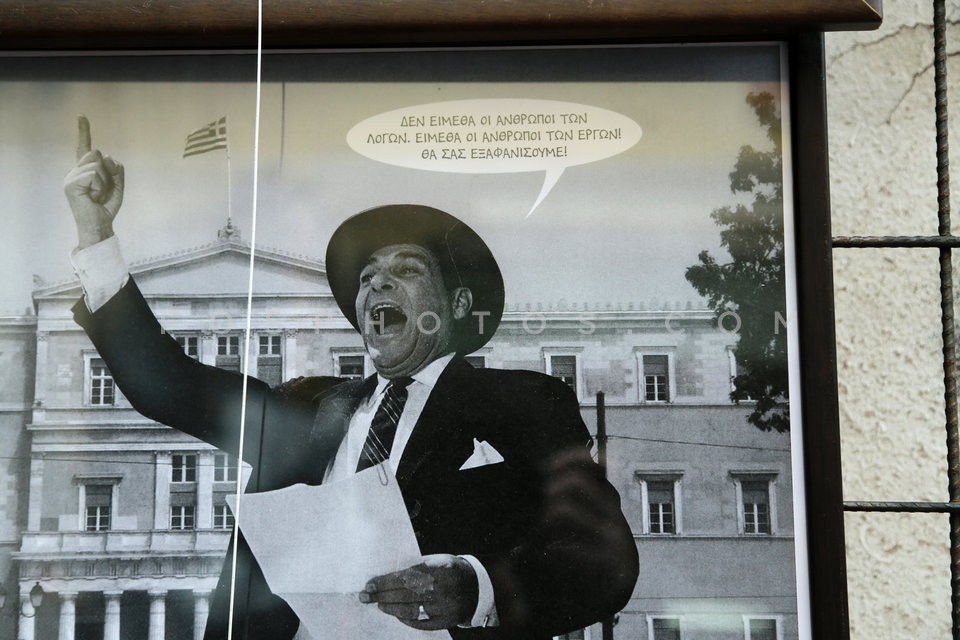 ΔΕΝ ΕΙΜΕΘΑ ΟΙ ΑΝΘΡΩΠΟΙ ΤΩΝ
ΛΟΓΩΝ. ΕΙΜΕΘΑ ΟΙ ΑΝΘΡΩΠΟΙ ΤΩΝ ΕΡΓΩΝ!
ΘΑ ΣΑΣ ΕΞΑΦΑΝΙΣΟΥΜΕ!